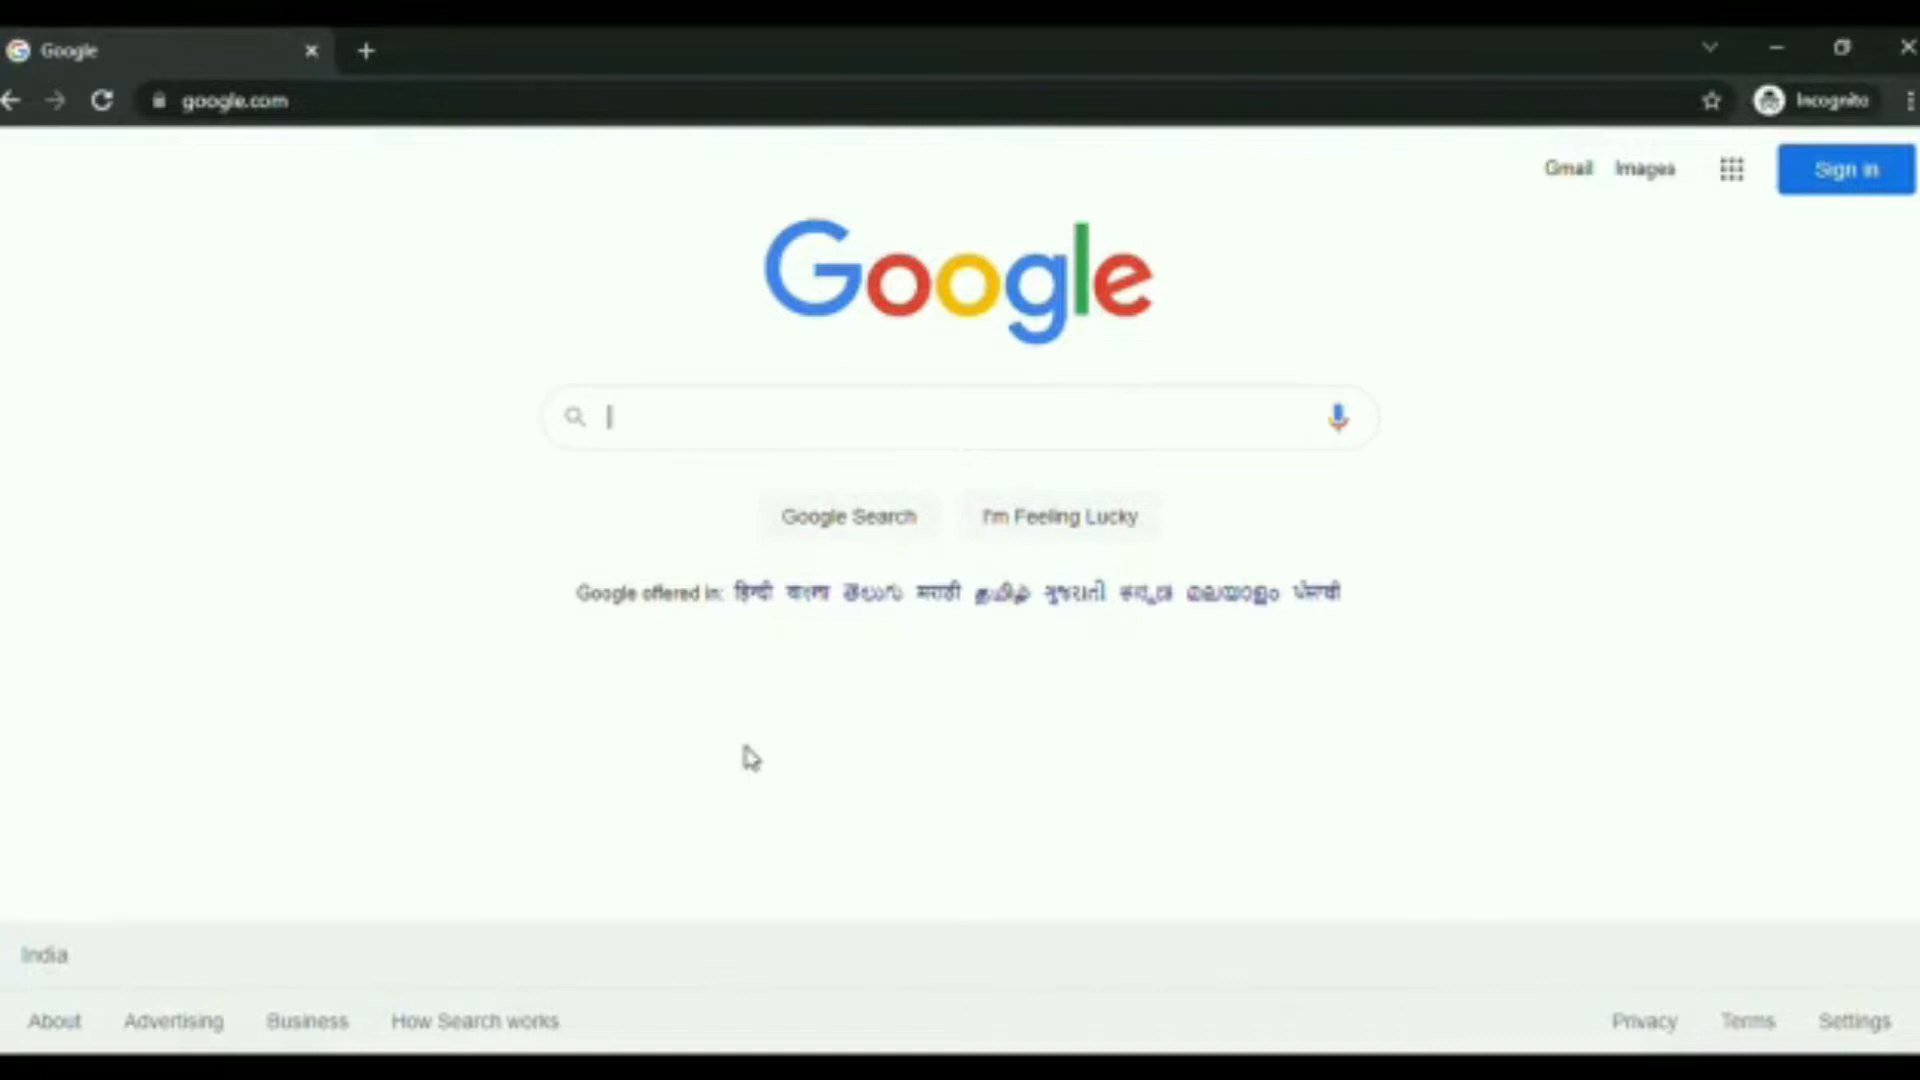 Google
google.com
Incognito
Gmail Images
Sign in
Google
Google Search I'm Feeling Lucky
Google offered in: हिन्दी বাংলা తెలుగు मराठी தமிழ் ગુજરાતી ಕನ್ನಡ മലയാളം ਪੰਜਾਬੀ
India
About Advertising Business How Search works
Privacy Terms Settings